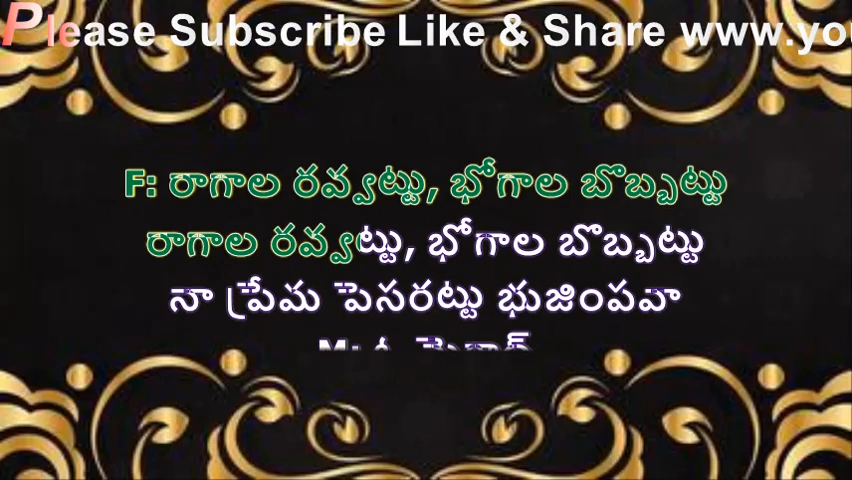 Please Subscribe Like & Share www.yo
F: రాగాల రవ్వట్టు, భోగాల బొబ్బట్టు
రాగాల రవ్వట్టు, భోగాల బొబ్బట్టు
నా ప్రేమ పెసరట్టు భుజింపవా
M: